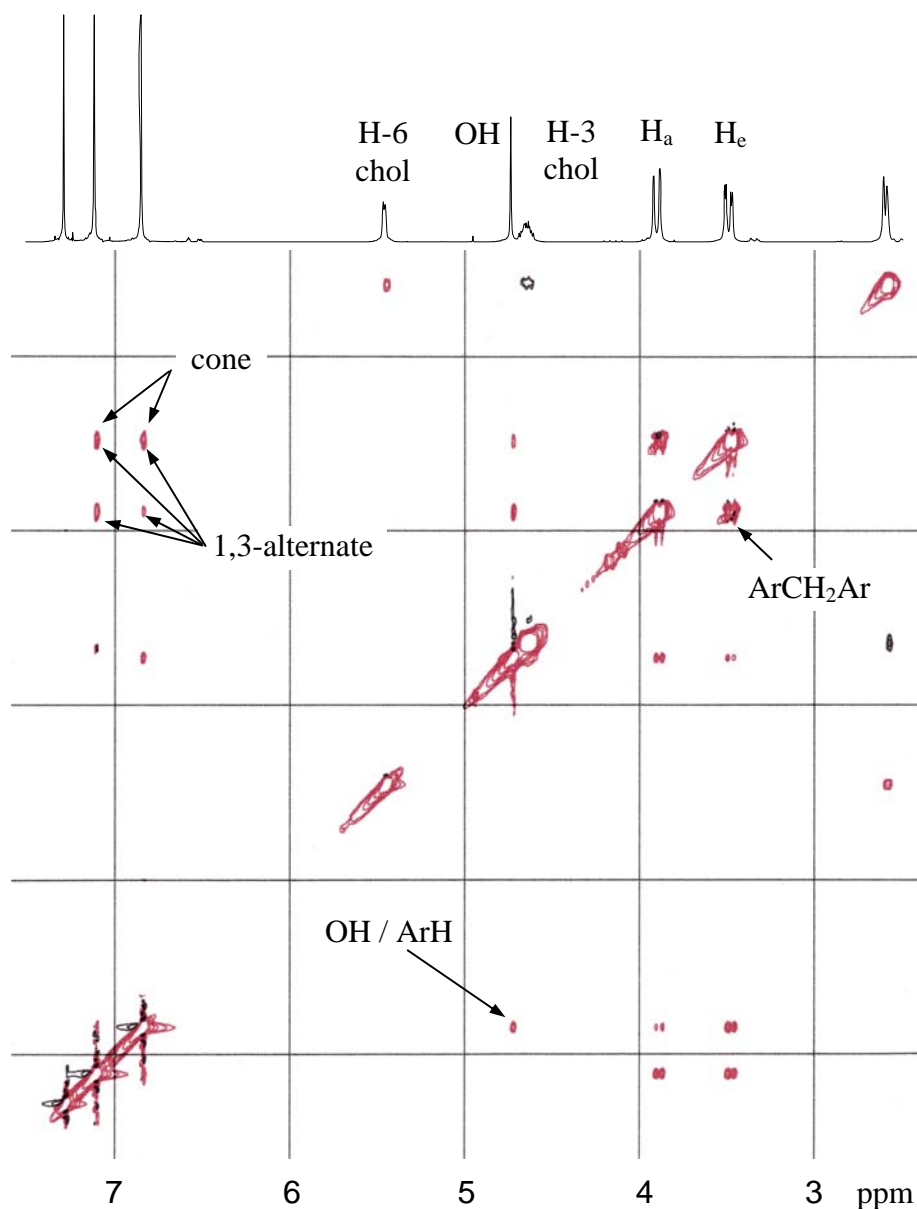 H-6
chol
OH
H-3
chol
Hₐ
Hₑ
cone
1,3-alternate
ArCH₂Ar
OH / ArH
7 6 5 4 3 ppm